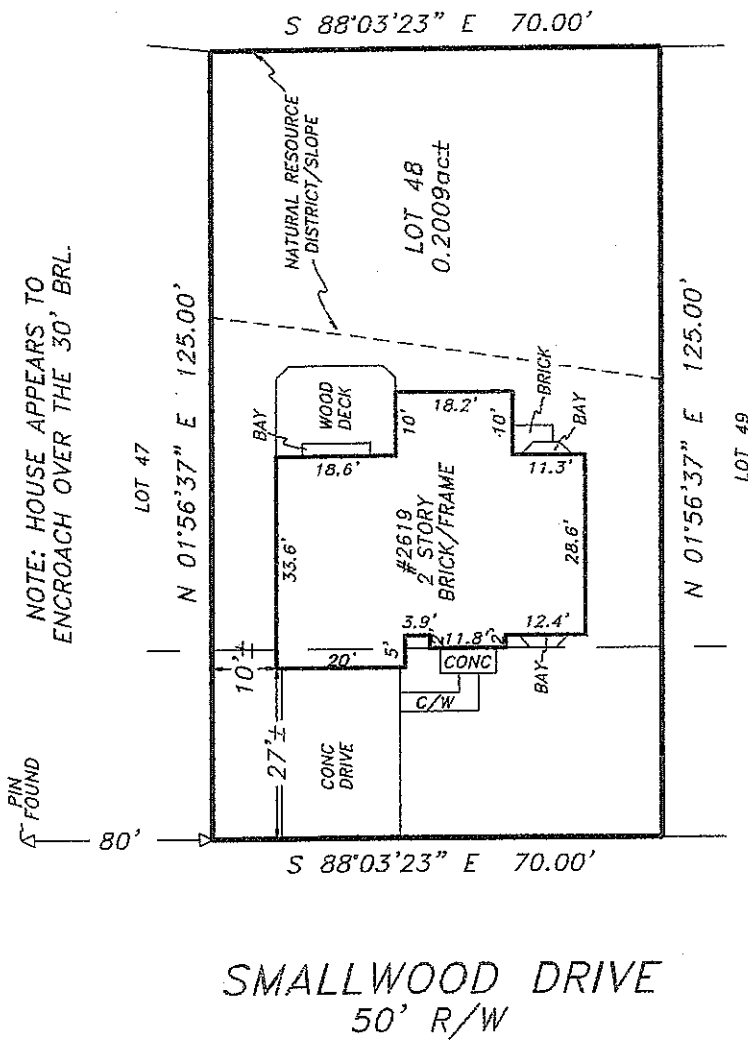 S 88°03'23" E 70.00'
NOTE: HOUSE APPEARS TO
ENCROACH OVER THE 30' BRL.
LOT 47
N 01°56'37" E 125.00'
NATURAL RESOURCE
DISTRICT/SLOPE
LOT 48
0.2009ac±
WOOD
DECK
BAY
18.6'
10'
18.2'
10'
BRICK
BAY
11.3'
33.6'
#2619
2 STORY
BRICK/FRAME
28.6'
N 01°56'37" E 125.00'
LOT 49
10'±
20'
5'
3.9'
2'
11.8'
2'
12.4'
BAY
CONC
C/W
27'±
CONC
DRIVE
PIN
FOUND
80'
S 88°03'23" E 70.00'
SMALLWOOD DRIVE
50' R/W